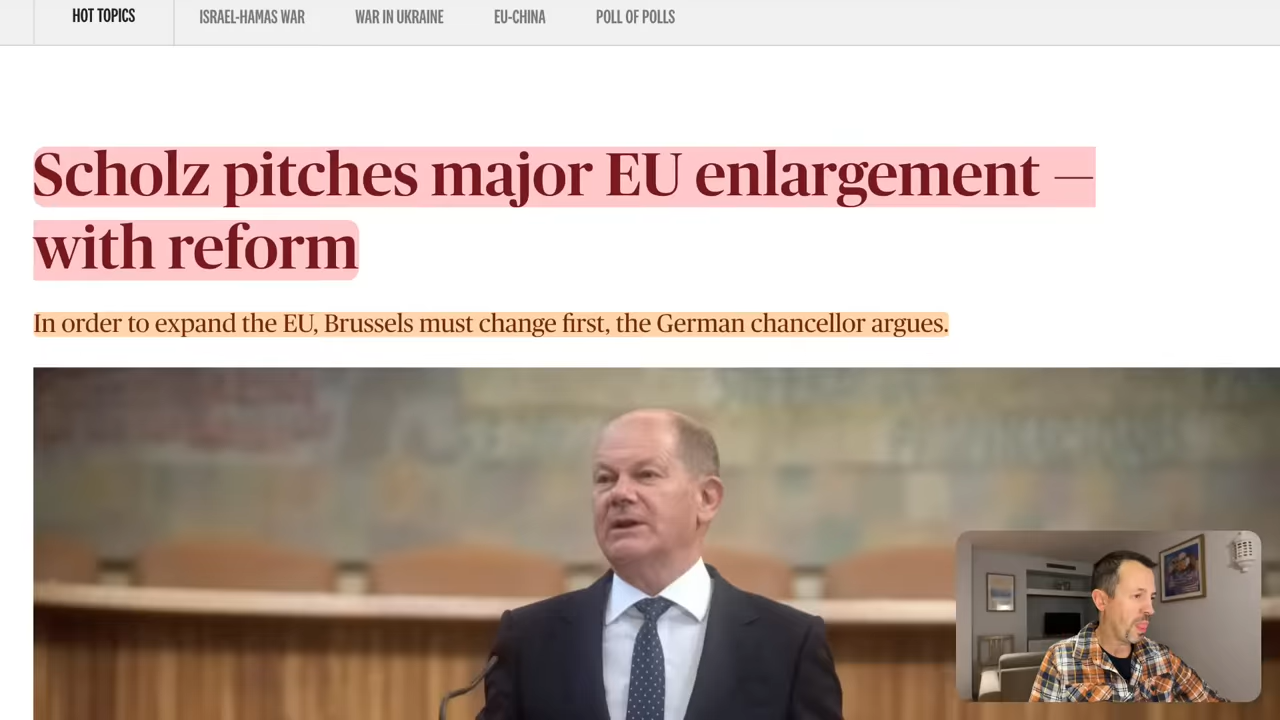 HOT TOPICS ISRAEL-HAMAS WAR WAR IN UKRAINE EU-CHINA POLL OF POLLS
Scholz pitches major EU enlargement —
with reform
In order to expand the EU, Brussels must change first, the German chancellor argues.